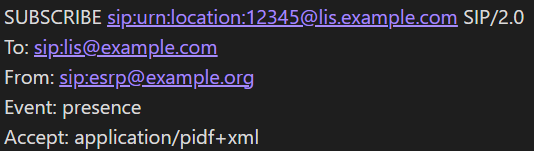 SUBSCRIBE sip:urn:location:12345@lis.example.com SIP/2.0
To: sip:lis@example.com
From: sip:esrp@example.org
Event: presence
Accept: application/pidf+xml